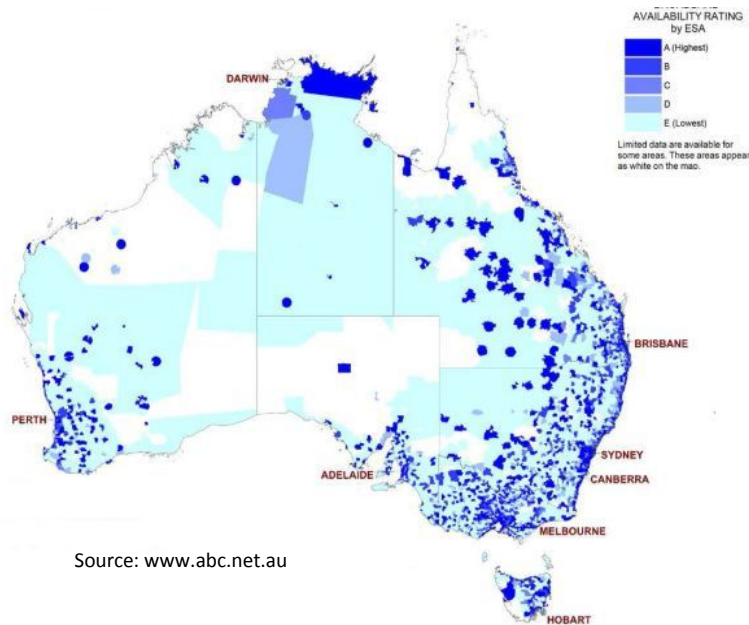 AVAILABILITY RATING
by ESA
A (Highest)
B
C
D
E (Lowest)
Limited data are available for
some areas. These areas appear
as white on the map.
DARWIN
BRISBANE
PERTH
SYDNEY
ADELAIDE
CANBERRA
MELBOURNE
Source: www.abc.net.au
HOBART